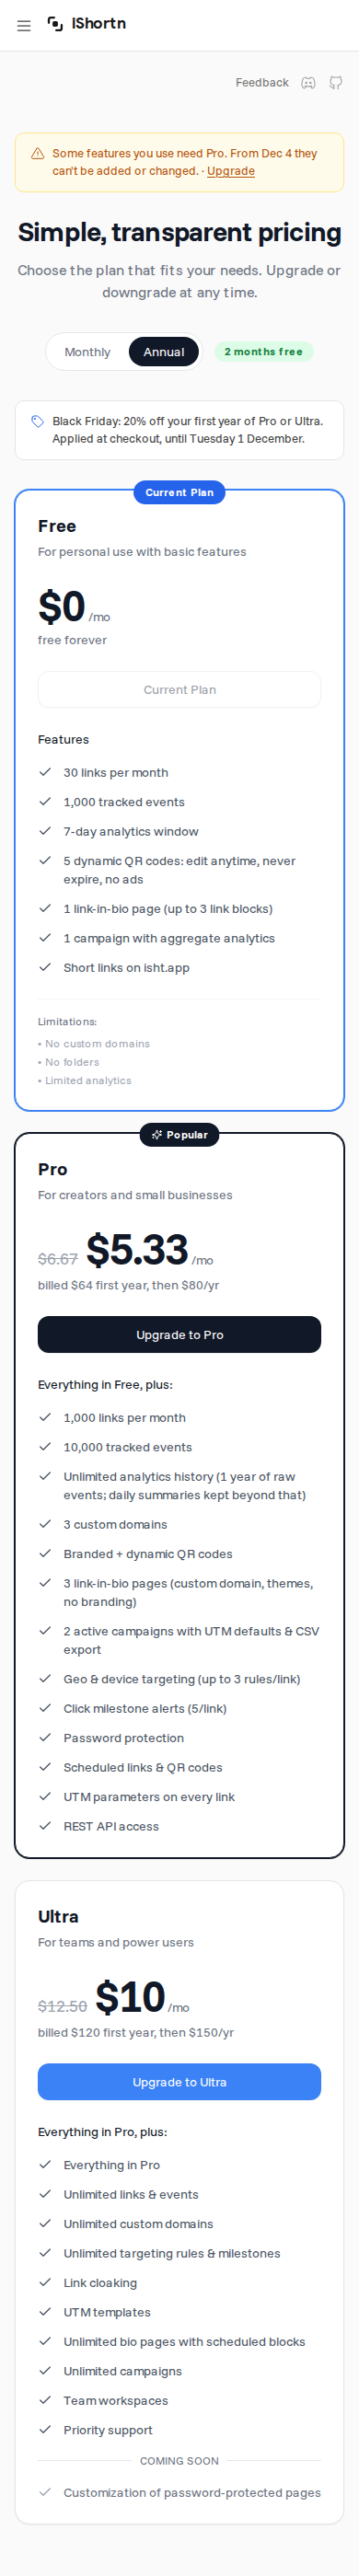 IShortn
Feedback
Some features you use need Pro. From Dec 4 they
can't be added or changed. · Upgrade
Simple, transparent pricing
Choose the plan that fits your needs. Upgrade or
downgrade at any time.
Monthly
Annual
2 months free
Black Friday: 20% off your first year of Pro or Ultra.
Applied at checkout, until Tuesday 1 December.
Current Plan
Free
For personal use with basic features
$0 /mo
free forever
Current Plan
Features
30 links per month
1,000 tracked events
7-day analytics window
5 dynamic QR codes: edit anytime, never
expire, no ads
1 link-in-bio page (up to 3 link blocks)
1 campaign with aggregate analytics
Short links on isht.app
Limitations:
• No custom domains
• No folders
• Limited analytics
Popular
Pro
For creators and small businesses
$6.67 $5.33 /mo
billed $64 first year, then $80/yr
Upgrade to Pro
Everything in Free, plus:
1,000 links per month
10,000 tracked events
Unlimited analytics history (1 year of raw
events; daily summaries kept beyond that)
3 custom domains
Branded + dynamic QR codes
3 link-in-bio pages (custom domain, themes,
no branding)
2 active campaigns with UTM defaults & CSV
export
Geo & device targeting (up to 3 rules/link)
Click milestone alerts (5/link)
Password protection
Scheduled links & QR codes
UTM parameters on every link
REST API access
Ultra
For teams and power users
$12.50 $10 /mo
billed $120 first year, then $150/yr
Upgrade to Ultra
Everything in Pro, plus:
Everything in Pro
Unlimited links & events
Unlimited custom domains
Unlimited targeting rules & milestones
Link cloaking
UTM templates
Unlimited bio pages with scheduled blocks
Unlimited campaigns
Team workspaces
Priority support
COMING SOON
Customization of password-protected pages